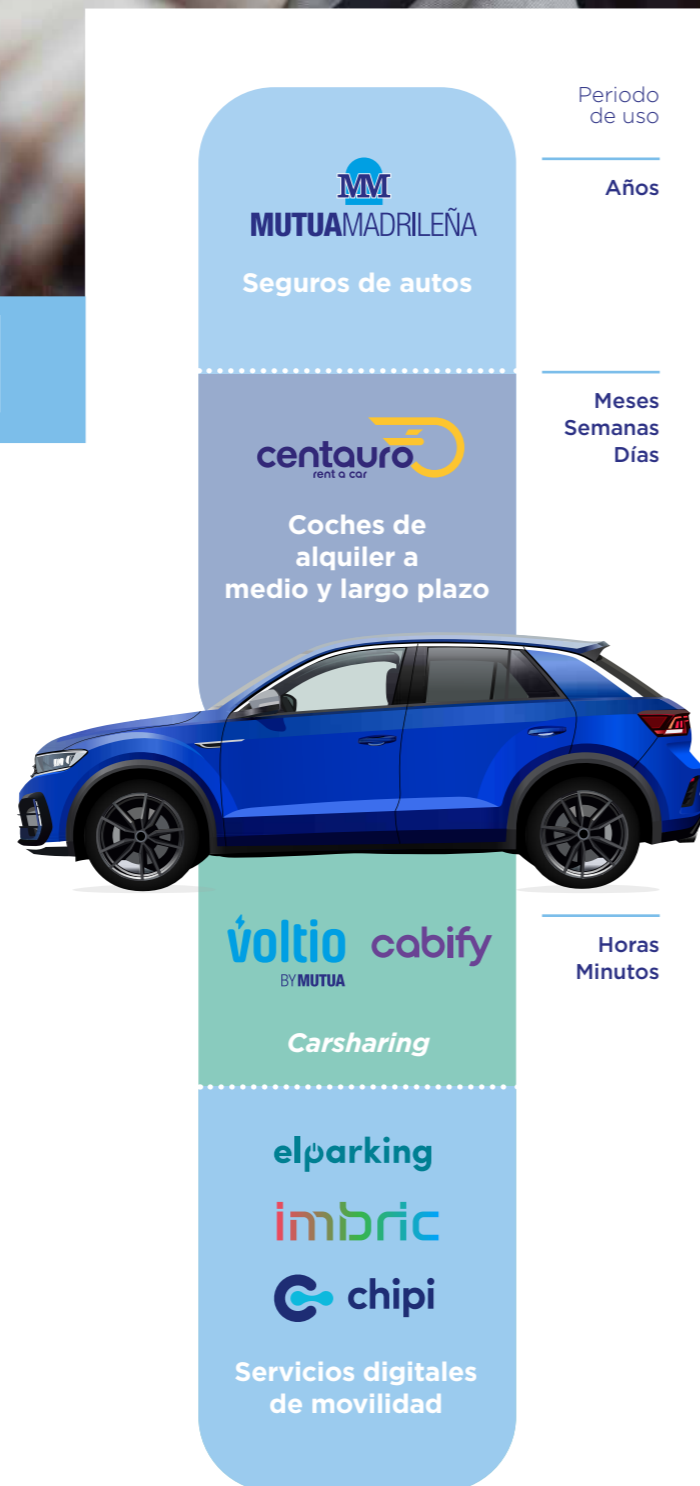 Periodo
de uso
Años
MM
MUTUAMADRILEÑA
Seguros de autos
Meses
Semanas
Días
centauro
rent a car
Coches de
alquiler a
medio y largo plazo
voltio
BY MUTUA
cabify
Horas
Minutos
Carsharing
elparking
imbric
chipi
Servicios digitales
de movilidad